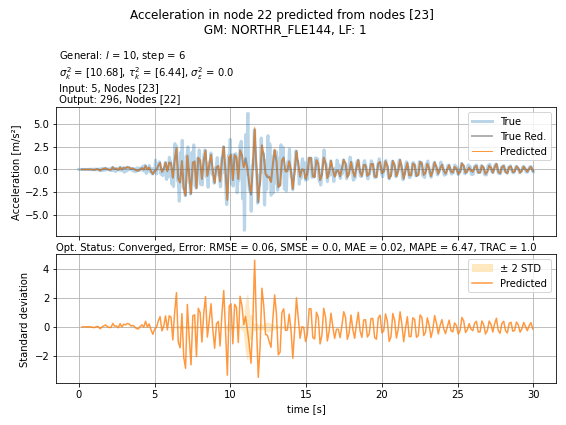 Acceleration in node 22 predicted from nodes [23]
GM: NORTHR_FLE144, LF: 1
General: l = 10, step = 6
σ²ₖ = [10.68], τ²ₖ = [6.44], σ²ε = 0.0
Input: 5, Nodes [23]
Output: 296, Nodes [22]
Acceleration [m/s²]
5.0
2.5
0.0
−2.5
−5.0
True
True Red.
Predicted
Opt. Status: Converged, Error: RMSE = 0.06, SMSE = 0.0, MAE = 0.02, MAPE = 6.47, TRAC = 1.0
Standard deviation
4
2
0
−2
± 2 STD
Predicted
0 5 10 15 20 25 30
time [s]